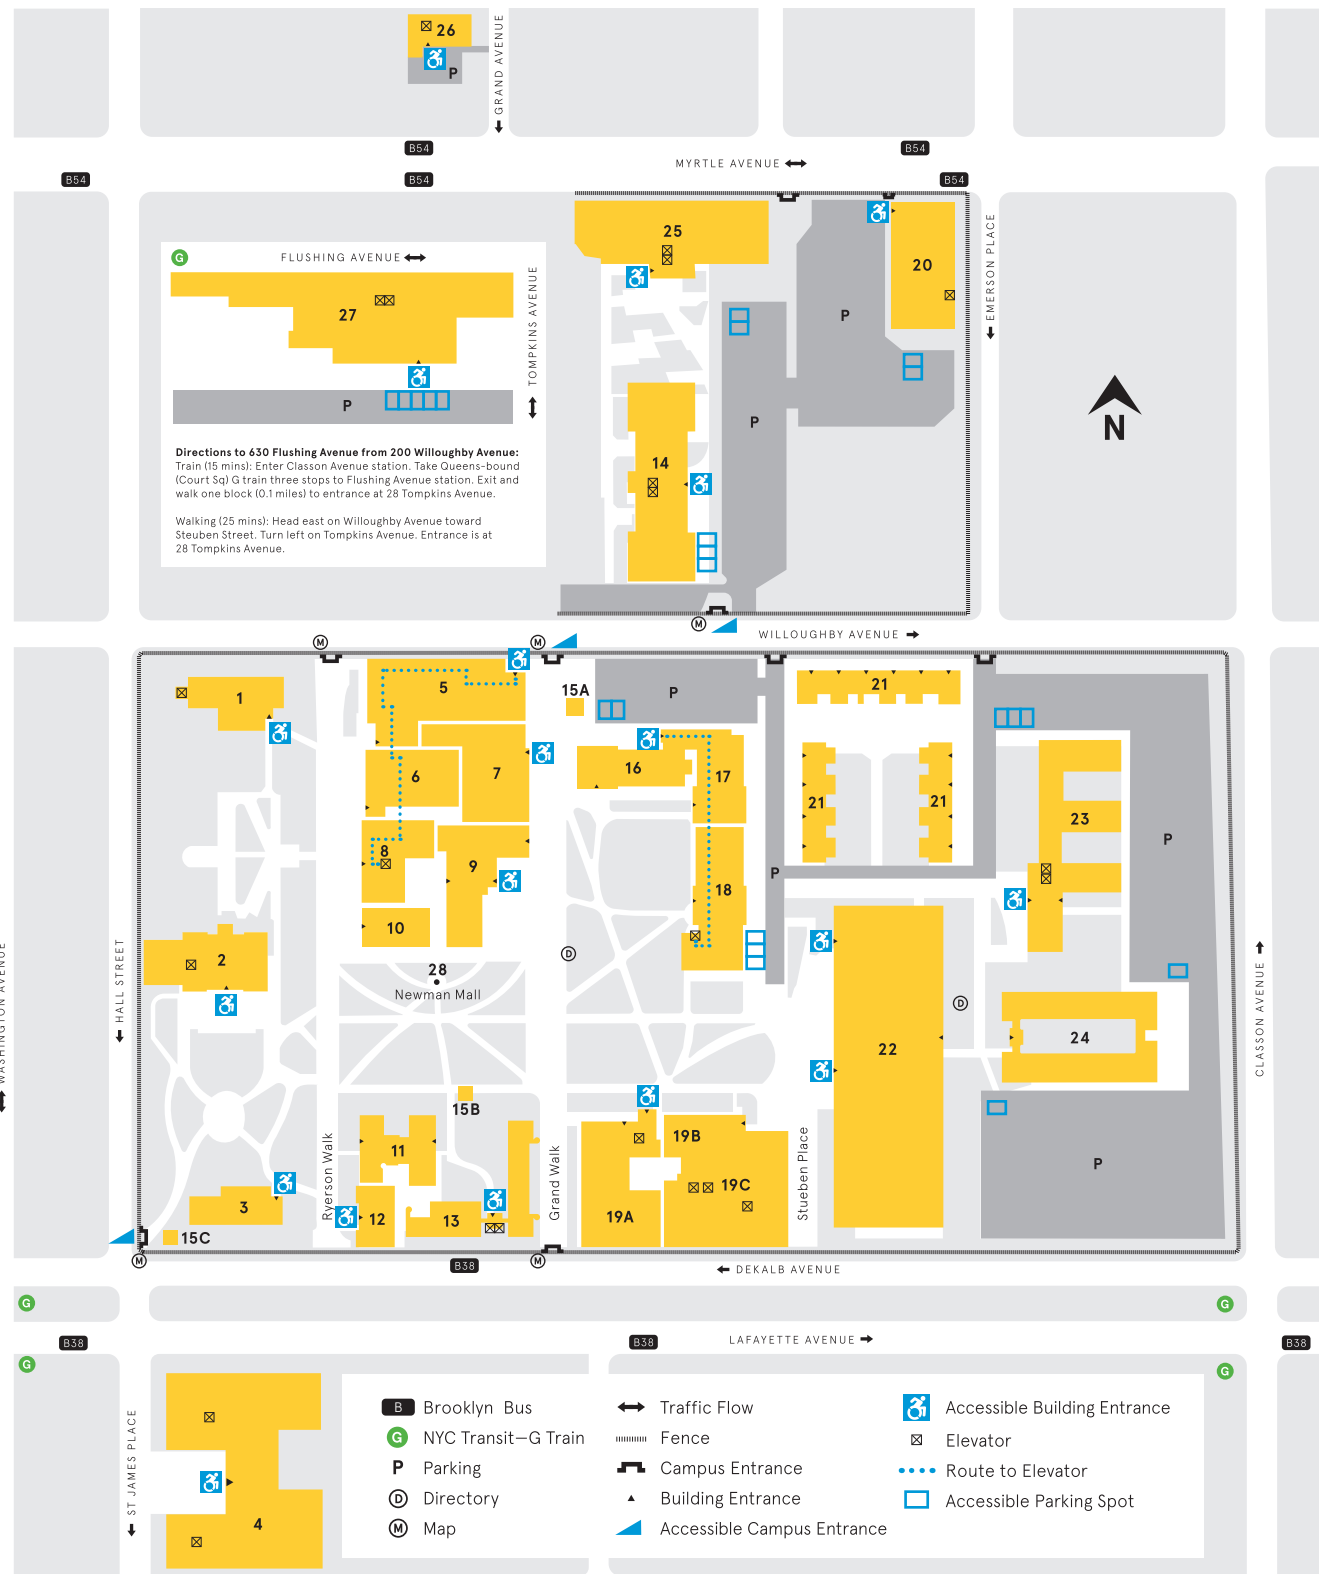 26
P
GRAND AVENUE
B54
B54
MYRTLE AVENUE
B54
B54
B54
G
FLUSHING AVENUE
27
TOMPKINS AVENUE
P
Directions to 630 Flushing Avenue from 200 Willoughby Avenue:
Train (15 mins): Enter Classon Avenue station. Take Queens-bound
(Court Sq) G train three stops to Flushing Avenue station. Exit and
walk one block (0.1 miles) to entrance at 28 Tompkins Avenue.
Walking (25 mins): Head east on Willoughby Avenue toward
Steuben Street. Turn left on Tompkins Avenue. Entrance is at
28 Tompkins Avenue.
25
20
P
EMERSON PLACE
P
14
N
M
WILLOUGHBY AVENUE
M
M
1
5
15A
P
21
6
7
16
17
21
21
23
P
8
9
18
P
10
2
28
Newman Mall
D
D
22
24
HALL STREET
WASHINGTON AVENUE
CLASSON AVENUE
15B
11
Ryerson Walk
Grand Walk
19B
19C
19A
Stueben Place
P
3
12
13
15C
M
M
B38
DEKALB AVENUE
G
G
B38
B38
LAFAYETTE AVENUE
B38
G
G
ST JAMES PLACE
4
B Brooklyn Bus
G NYC Transit—G Train
P Parking
D Directory
M Map
Traffic Flow
Fence
Campus Entrance
Building Entrance
Accessible Campus Entrance
Accessible Building Entrance
Elevator
Route to Elevator
Accessible Parking Spot